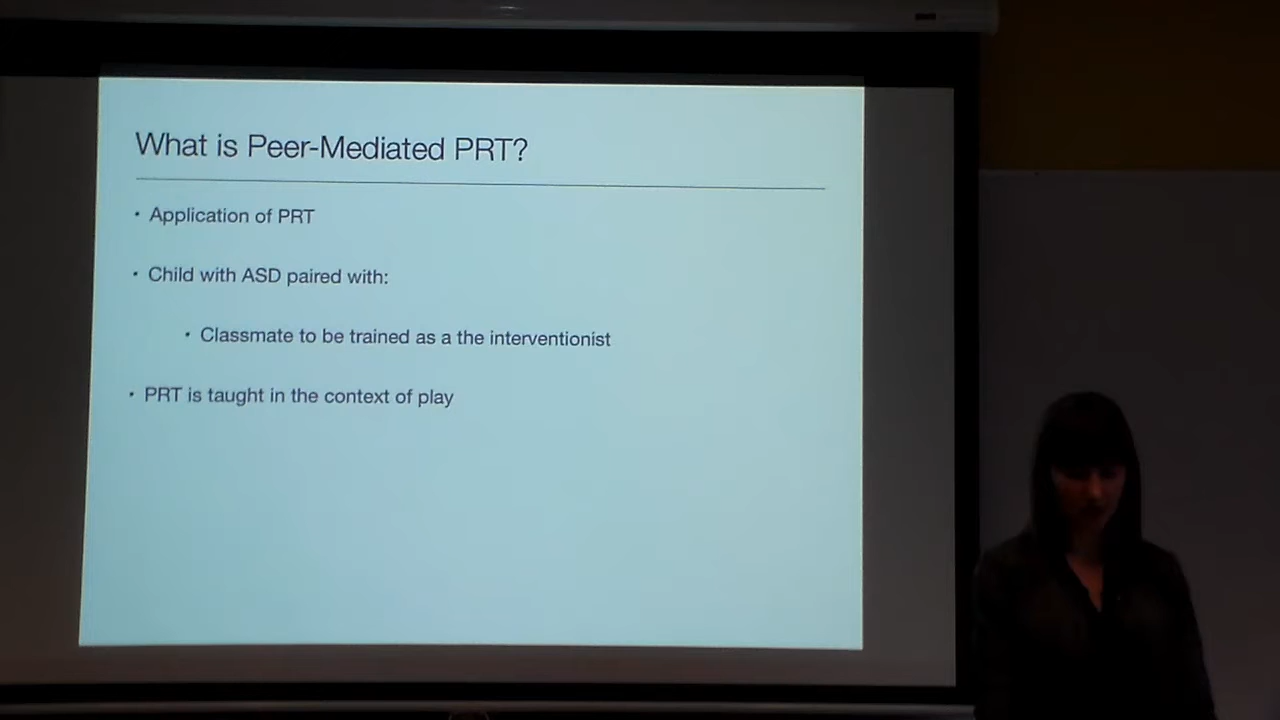 What is Peer-Mediated PRT?
• Application of PRT
• Child with ASD paired with:
• Classmate to be trained as a the interventionist
• PRT is taught in the context of play